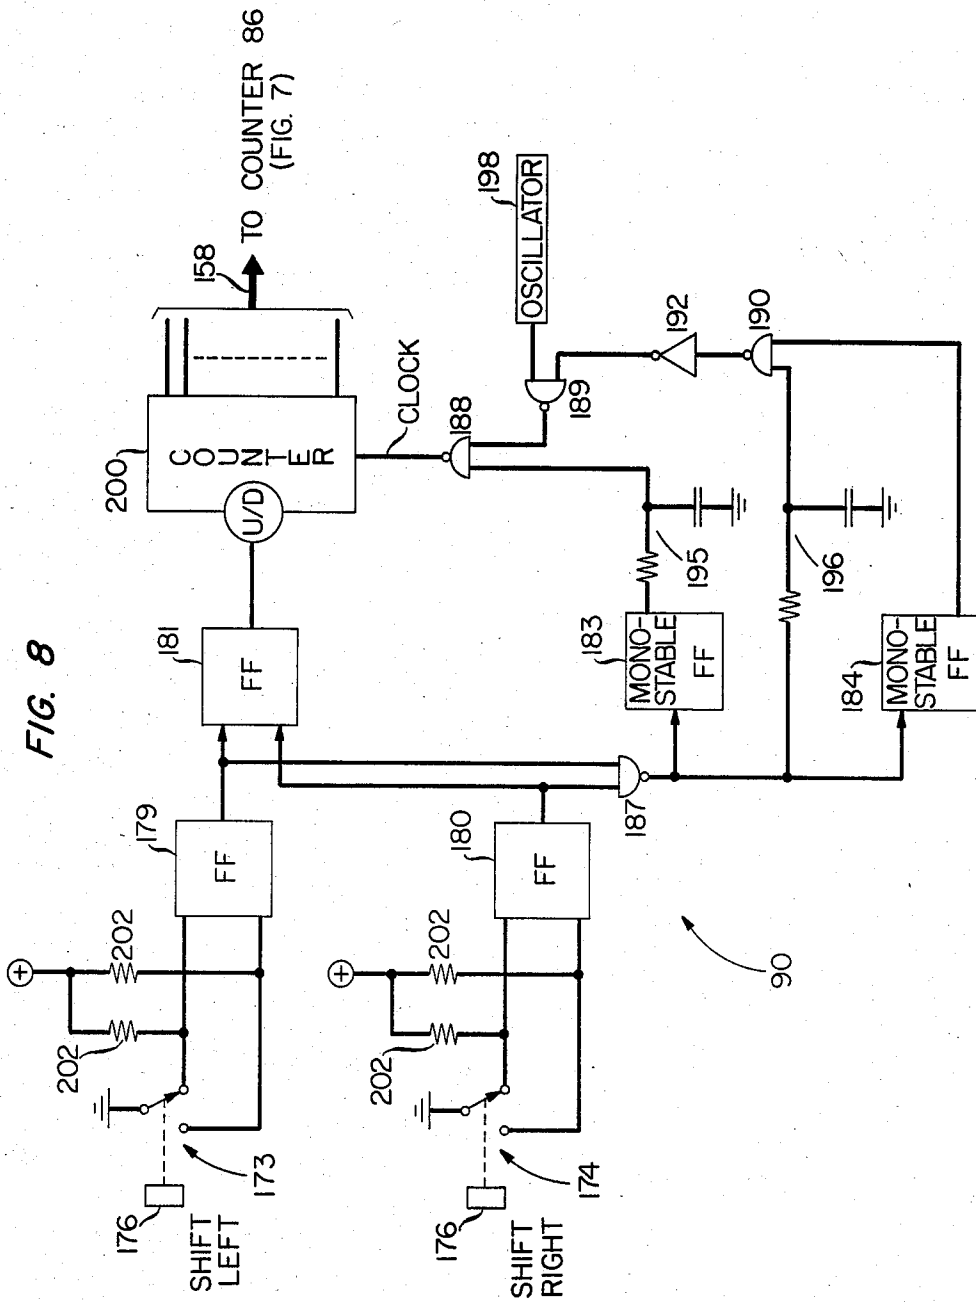 FIG. 8
TO COUNTER 86
(FIG. 7)
158
200
COUNTER
U/D
CLOCK
188
OSCILLATOR
198
189
192
190
181
FF
179
FF
180
FF
187
183
MONO-
STABLE
FF
195
196
184
MONO-
STABLE
FF
202
202
202
202
+
+
173
174
176
SHIFT
LEFT
176
SHIFT
RIGHT
90